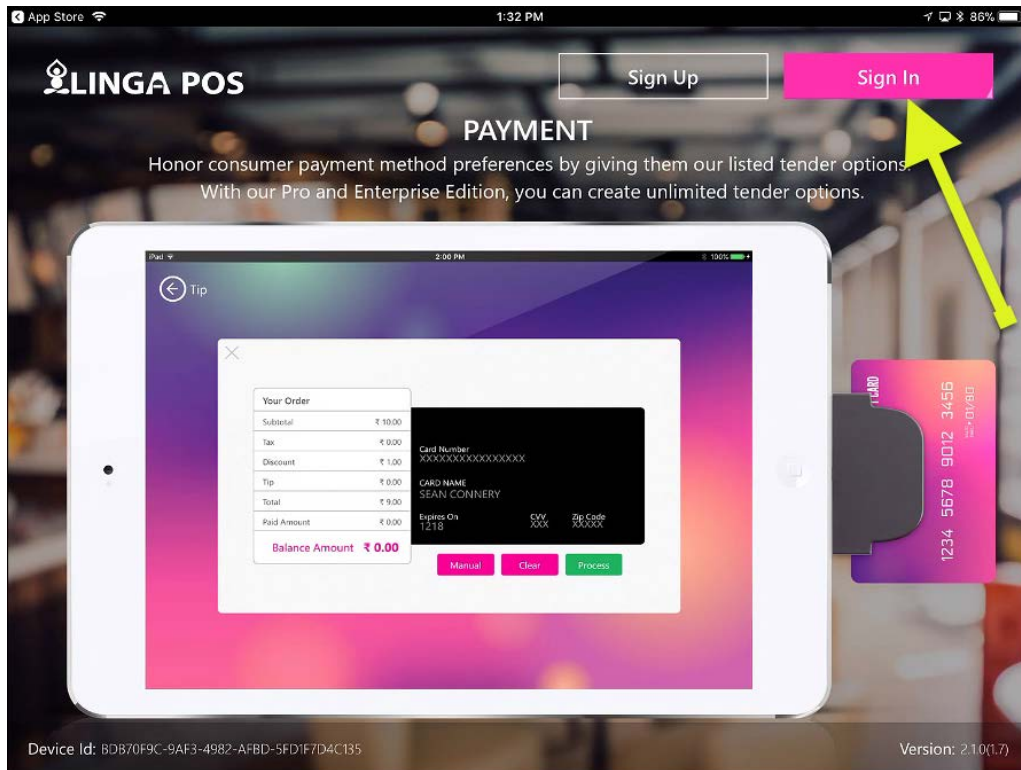 App Store
1:32 PM
86%
LINGA POS
Sign Up
Sign In
PAYMENT
Honor consumer payment method preferences by giving them our listed tender options.
With our Pro and Enterprise Edition, you can create unlimited tender options.
iPad
2:00 PM
100%
Tip
Your Order
Subtotal ₹ 10.00
Tax ₹ 0.00
Discount ₹ 1.00
Tip ₹ 0.00
Total ₹ 9.00
Paid Amount ₹ 0.00
Balance Amount ₹ 0.00
Card Number
XXXXXXXXXXXXXXXX
CARD NAME
SEAN CONNERY
Expires On CVV Zip Code
1218 XXX XXXXX
Manual Clear Process
CARD
1234 5678 9012 3456
01/80
Device Id: BDB70F9C-9AF3-4982-AFBD-5FD1F7D4C135
Version: 2.1.0(1.7)